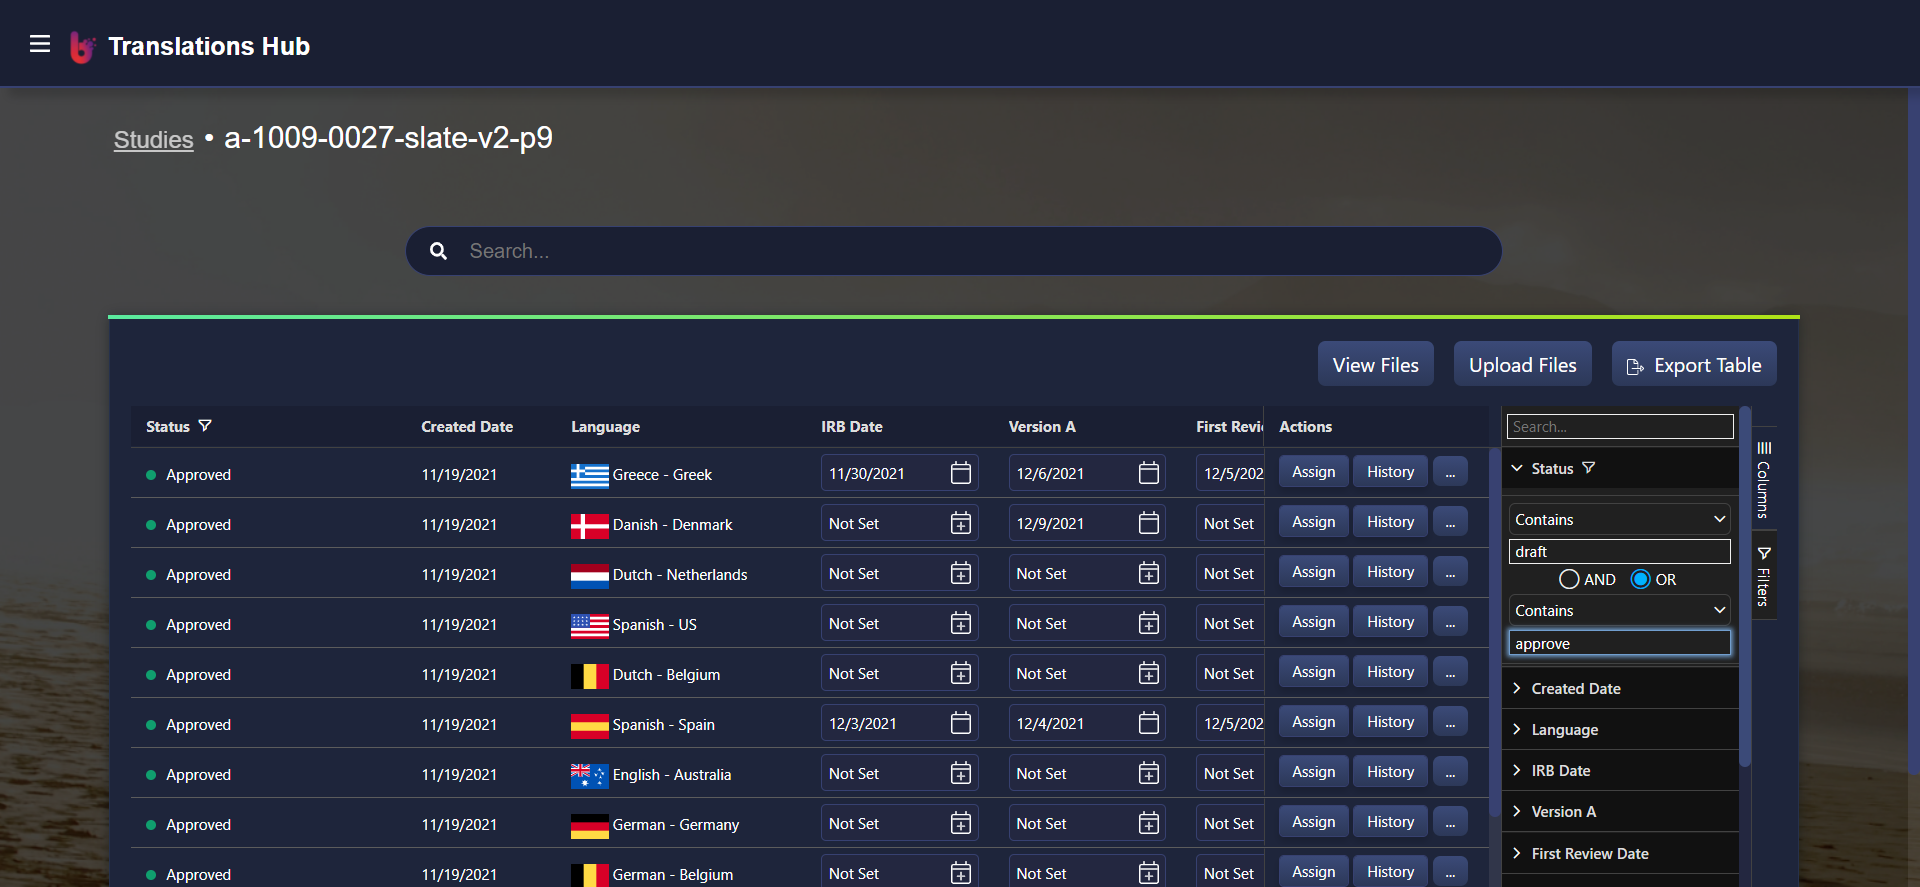 Translations Hub
Studies • a-1009-0027-slate-v2-p9
Search...
View Files Upload Files Export Table
Status Created Date Language IRB Date Version A First Revi Actions
Approved 11/19/2021 Greece - Greek 11/30/2021 12/6/2021 12/5/202 Assign History ...
Approved 11/19/2021 Danish - Denmark Not Set 12/9/2021 Not Set Assign History ...
Approved 11/19/2021 Dutch - Netherlands Not Set Not Set Not Set Assign History ...
Approved 11/19/2021 Spanish - US Not Set Not Set Not Set Assign History ...
Approved 11/19/2021 Dutch - Belgium Not Set Not Set Not Set Assign History ...
Approved 11/19/2021 Spanish - Spain 12/3/2021 12/4/2021 12/5/202 Assign History ...
Approved 11/19/2021 English - Australia Not Set Not Set Not Set Assign History ...
Approved 11/19/2021 German - Germany Not Set Not Set Not Set Assign History ...
Approved 11/19/2021 German - Belgium Not Set Not Set Not Set Assign History ...
Search...
Status
Contains
draft
AND OR
Contains
approve
Created Date
Language
IRB Date
Version A
First Review Date
Columns
Filters